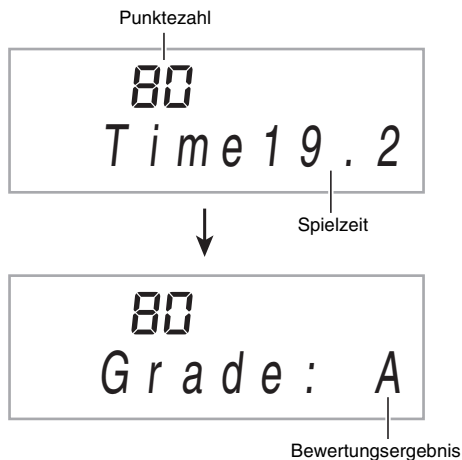 Punktezahl
80
Time19.2
Spielzeit
80
Grade: A
Bewertungsergebnis